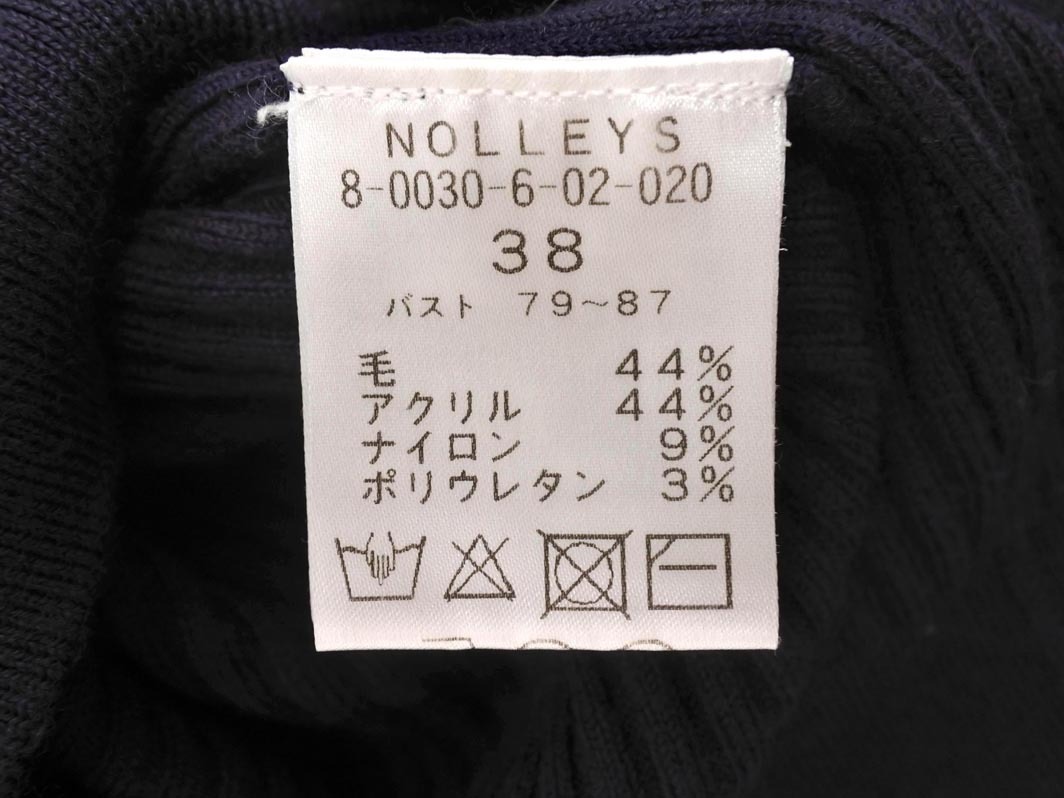 NOLLEYS
8-0030-6-02-020
38
バスト 79~87
毛 44%
アクリル 44%
ナイロン 9%
ポリウレタン 3%